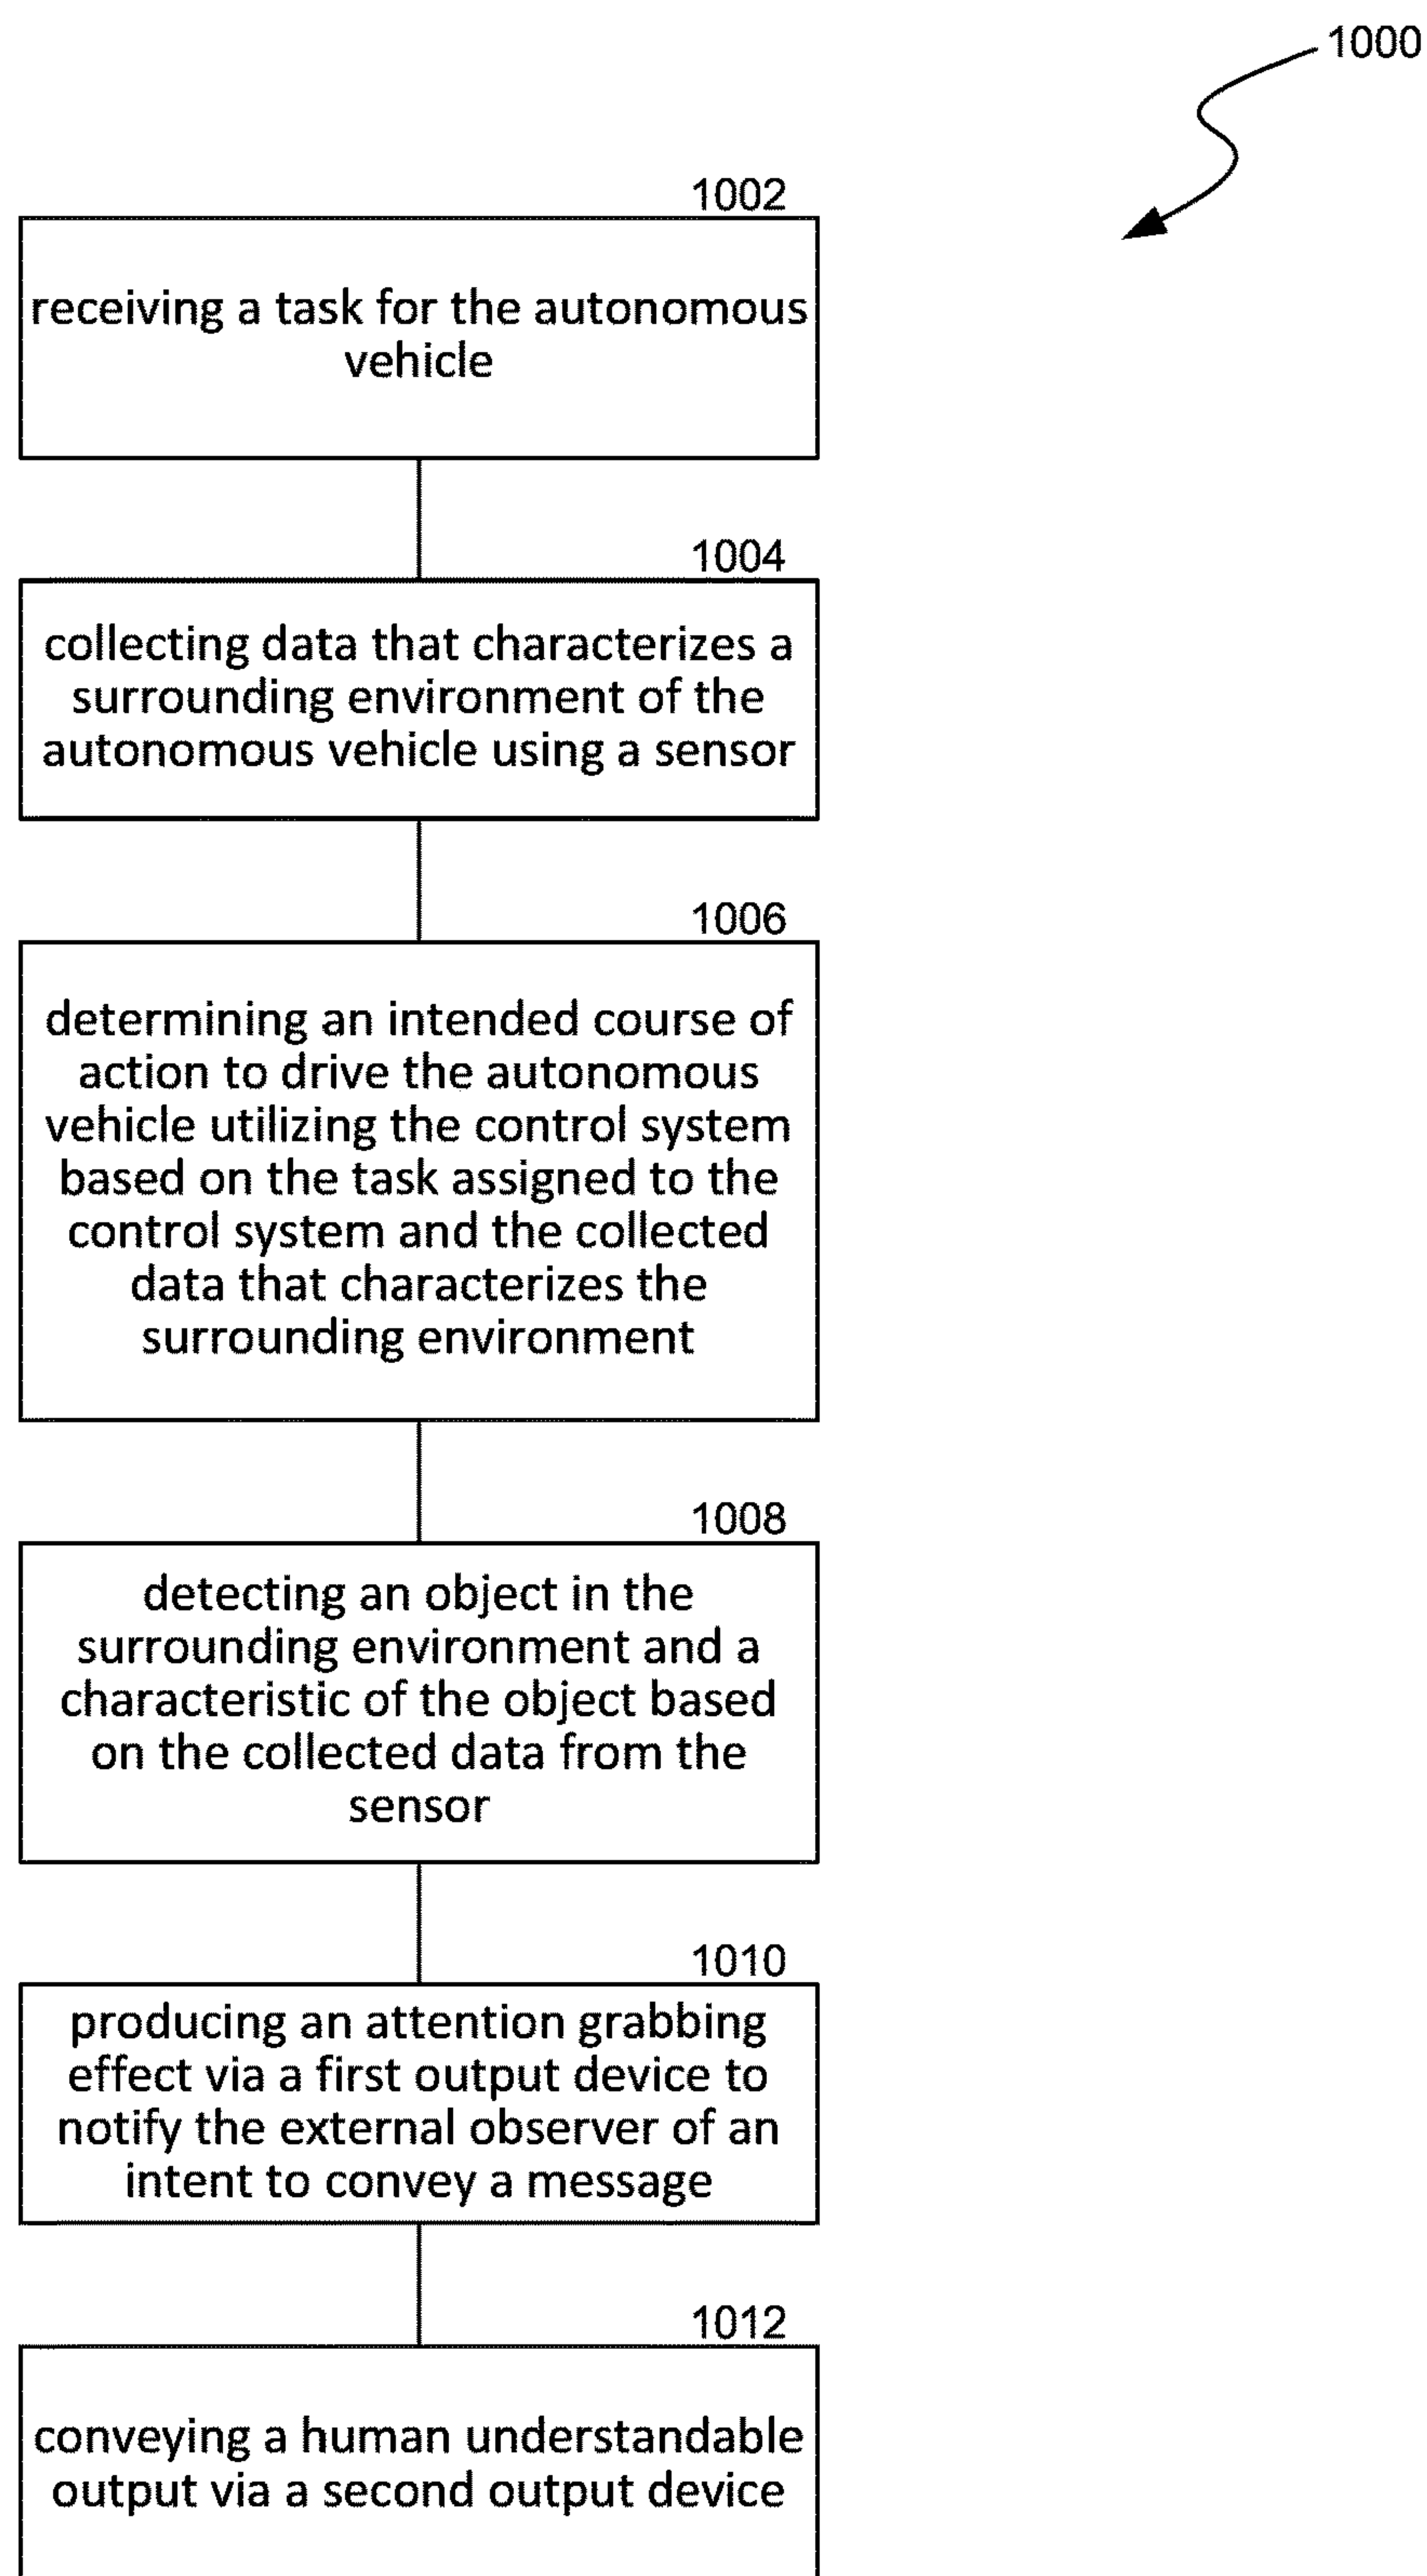 1000
1002
receiving a task for the autonomous
vehicle
1004
collecting data that characterizes a
surrounding environment of the
autonomous vehicle using a sensor
1006
determining an intended course of
action to drive the autonomous
vehicle utilizing the control system
based on the task assigned to the
control system and the collected
data that characterizes the
surrounding environment
1008
detecting an object in the
surrounding environment and a
characteristic of the object based
on the collected data from the
sensor
1010
producing an attention grabbing
effect via a first output device to
notify the external observer of an
intent to convey a message
1012
conveying a human understandable
output via a second output device